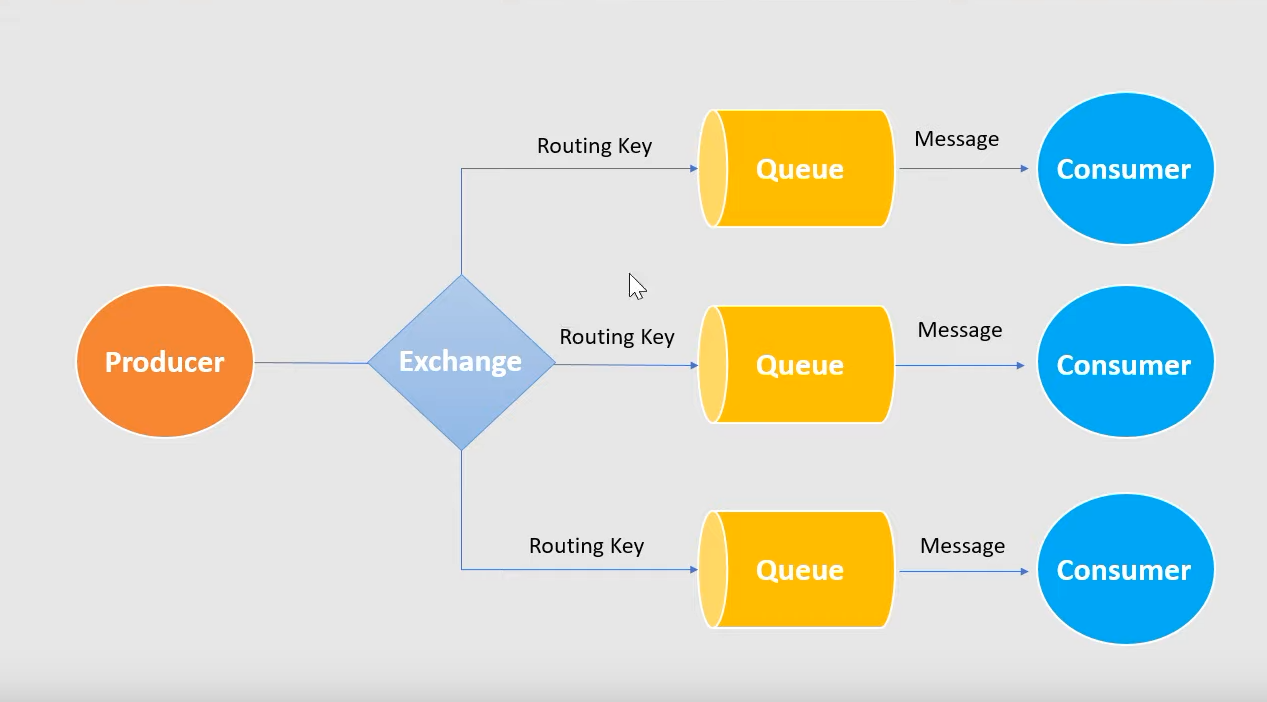 Routing Key
Queue
Message
Consumer
Producer
Exchange
Routing Key
Queue
Message
Consumer
Routing Key
Queue
Message
Consumer